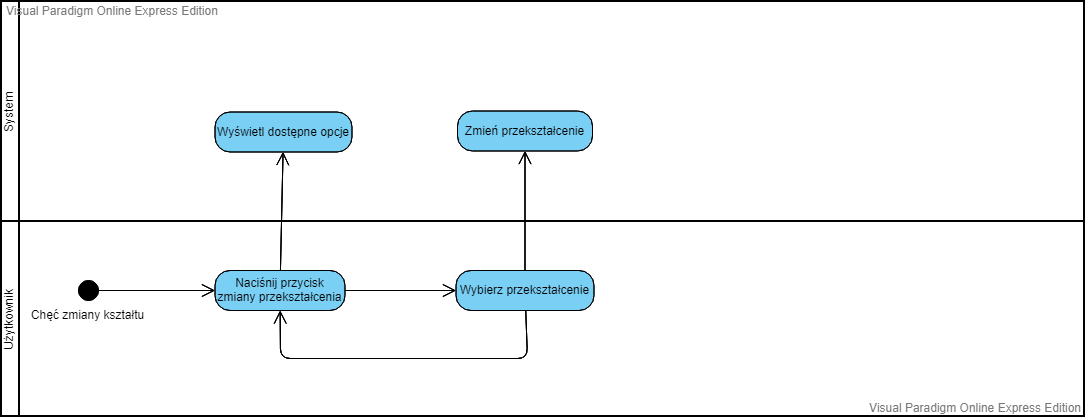 Visual Paradigm Online Express Edition
System
Wyświetl dostępne opcje
Zmień przekształcenie
Użytkownik
Chęć zmiany kształtu
Naciśnij przycisk
zmiany przekształcenia
Wybierz przekształcenie
Visual Paradigm Online Express Edition